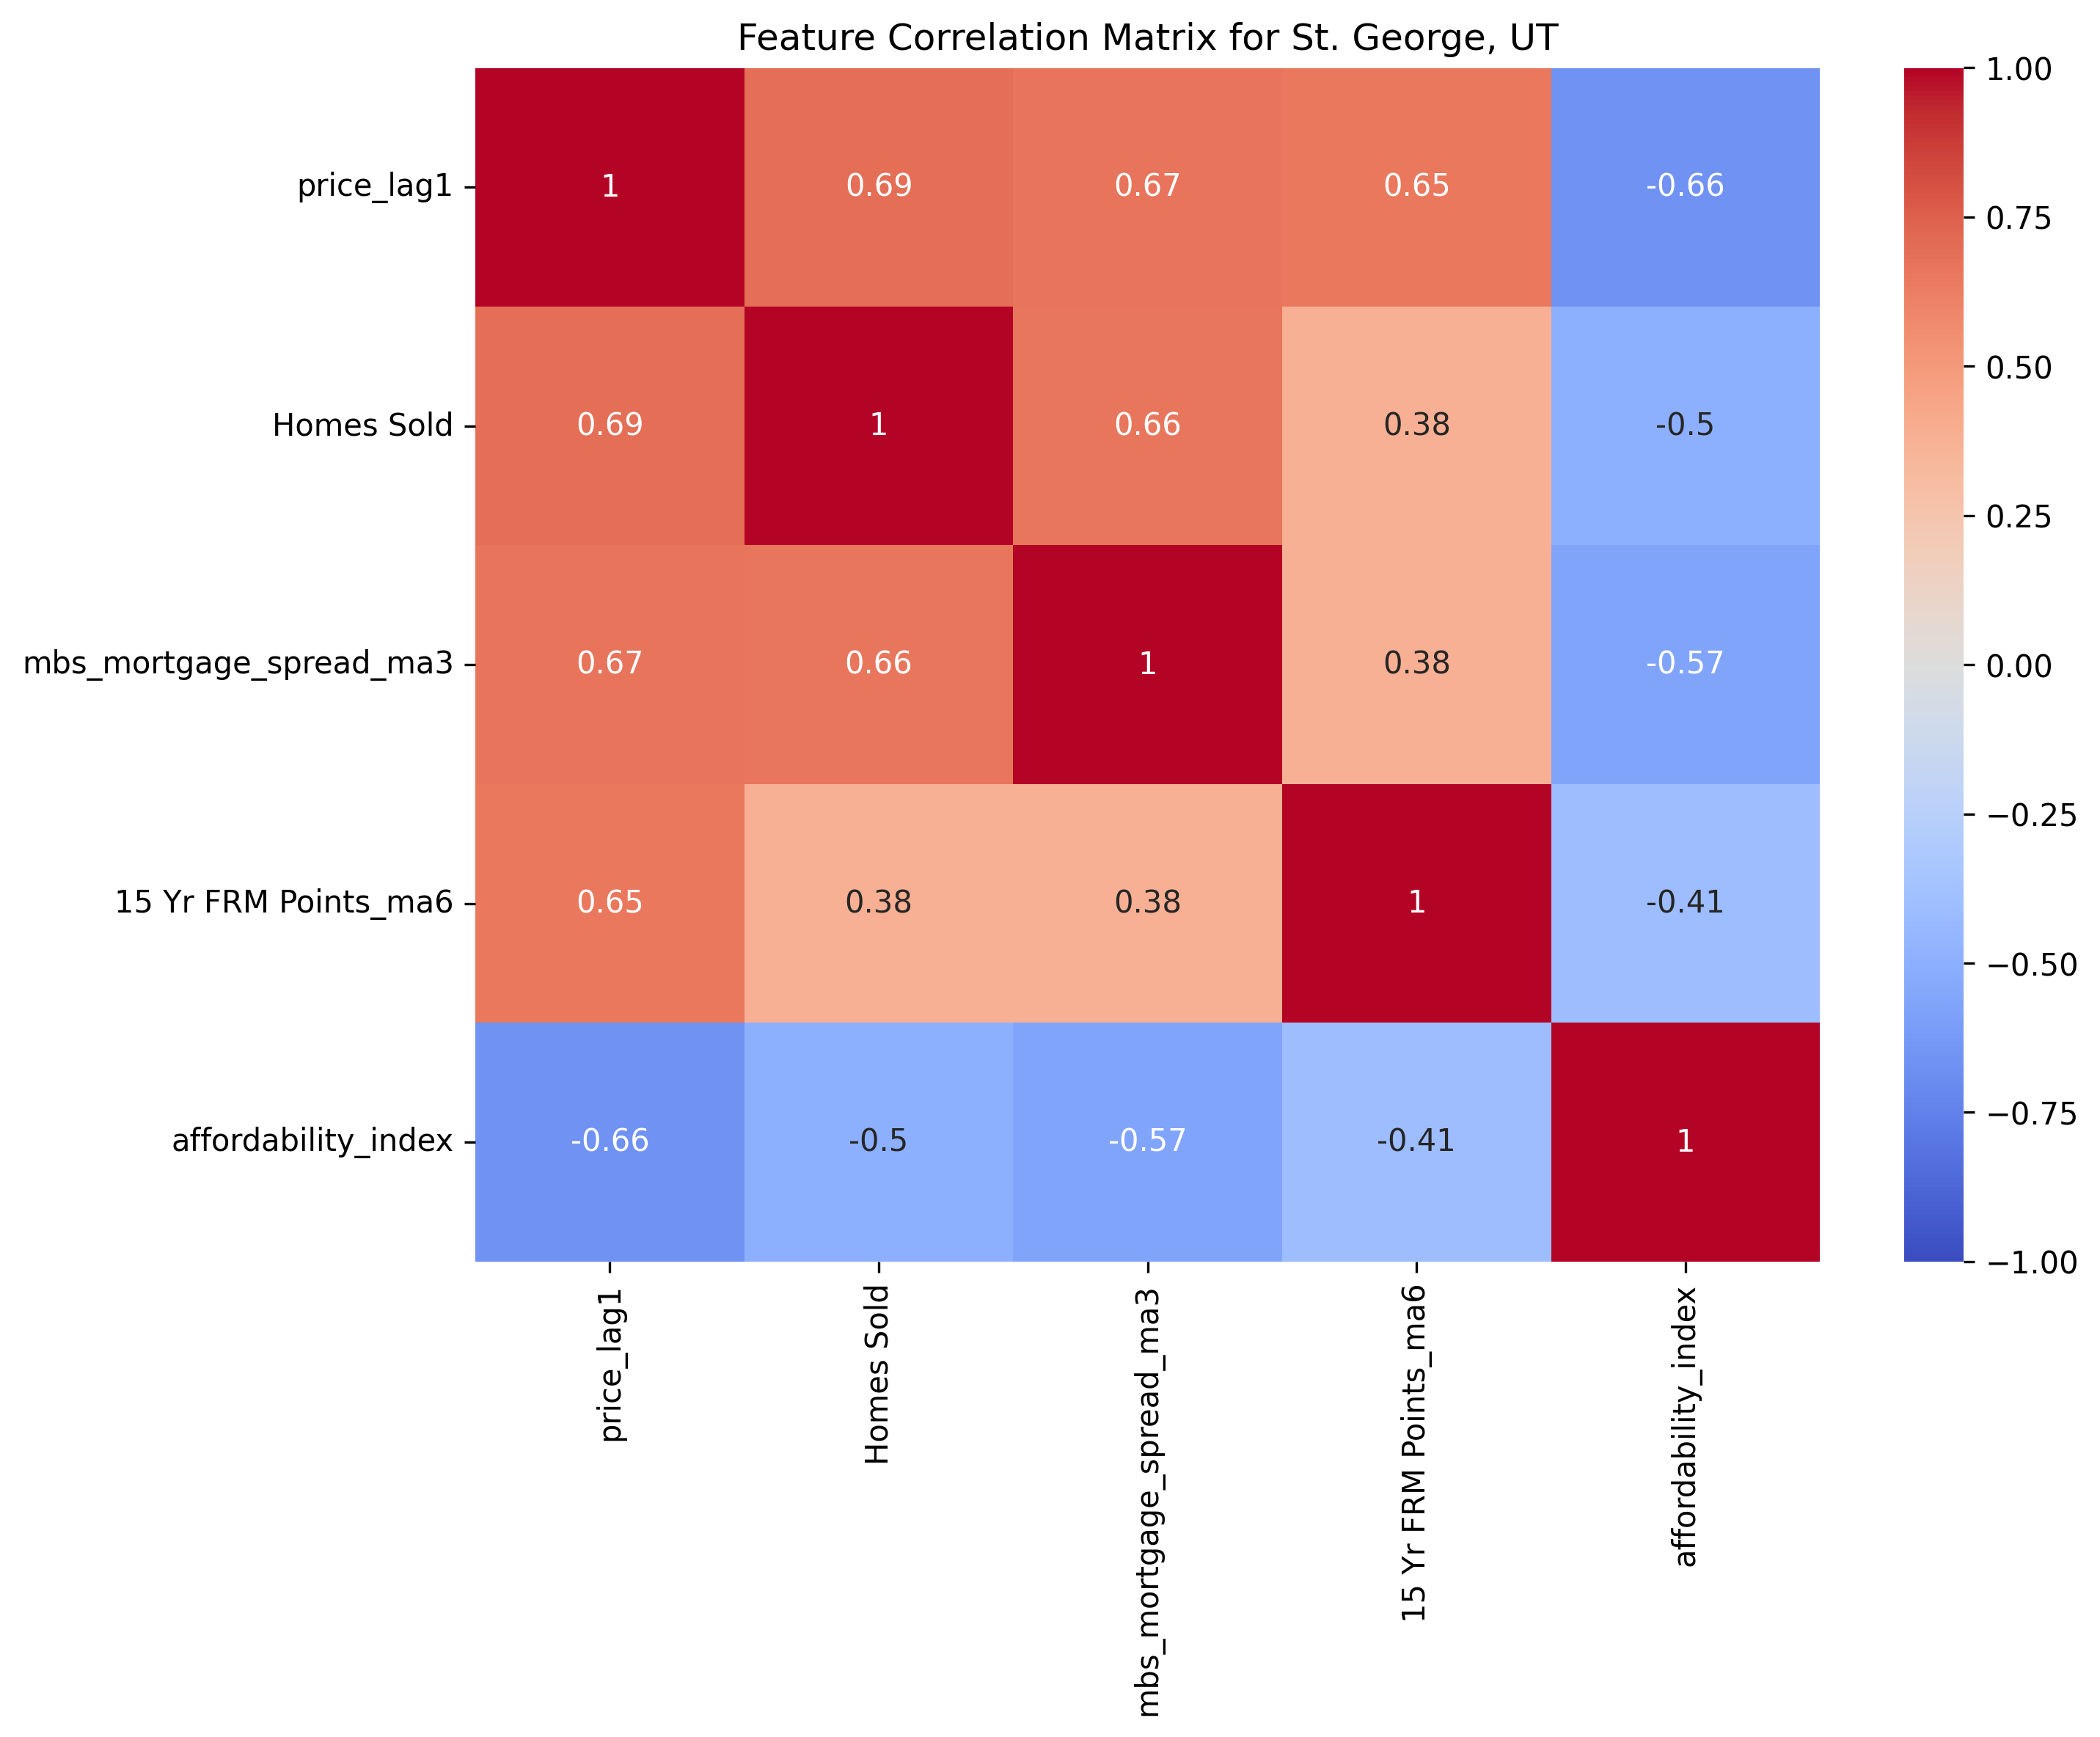 Feature Correlation Matrix for St. George, UT
price_lag1 1 0.69 0.67 0.65 -0.66
Homes Sold 0.69 1 0.66 0.38 -0.5
mbs_mortgage_spread_ma3 0.67 0.66 1 0.38 -0.57
15 Yr FRM Points_ma6 0.65 0.38 0.38 1 -0.41
affordability_index -0.66 -0.5 -0.57 -0.41 1
price_lag1
Homes Sold
mbs_mortgage_spread_ma3
15 Yr FRM Points_ma6
affordability_index
1.00
0.75
0.50
0.25
0.00
−0.25
−0.50
−0.75
−1.00